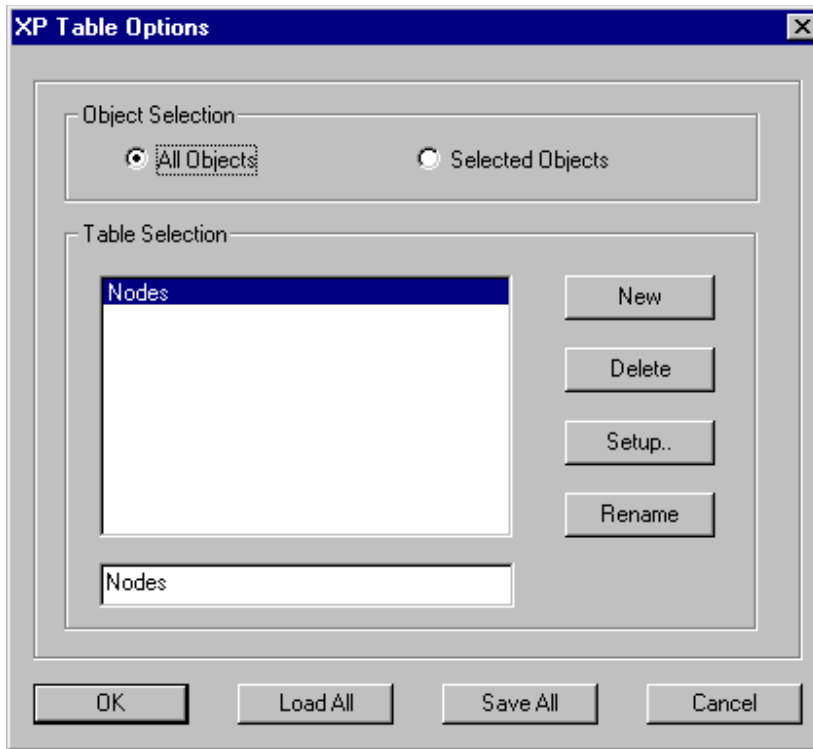 XP Table Options
Object Selection
All Objects Selected Objects
Table Selection
Nodes
New
Delete
Setup..
Rename
Nodes
OK Load All Save All Cancel